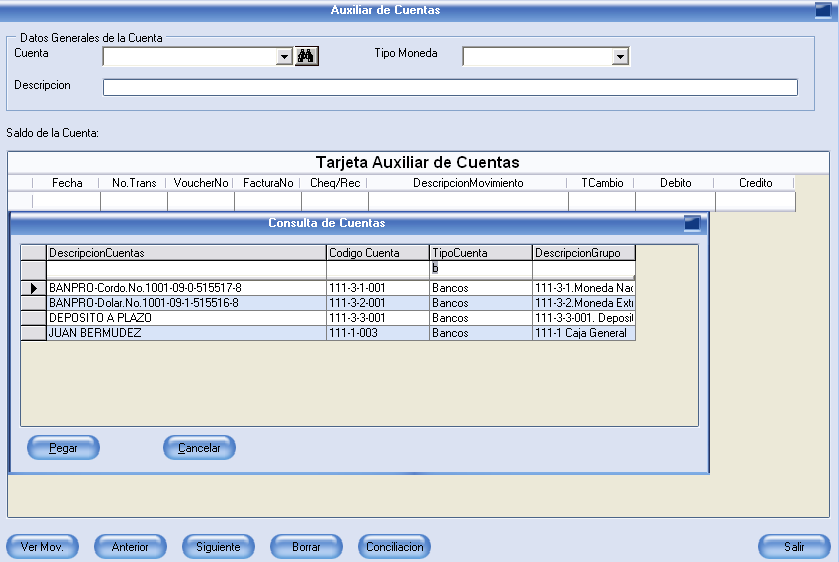 Auxiliar de Cuentas
Datos Generales de la Cuenta
Cuenta
Tipo Moneda
Descripcion
Saldo de la Cuenta:
Tarjeta Auxiliar de Cuentas
Fecha No.Trans VoucherNo FacturaNo Cheq/Rec DescripcionMovimiento TCambio Debito Credito
Consulta de Cuentas
DescripcionCuentas Codigo Cuenta TipoCuenta DescripcionGrupo
b
BANPRO-Cordo.No.1001-09-0-515517-8 111-3-1-001 Bancos 111-3-1.Moneda Nac
BANPRO-Dolar.No.1001-09-1-515516-8 111-3-2-001 Bancos 111-3-2.Moneda Extr
DEPOSITO A PLAZO 111-3-3-001 Bancos 111-3-3-001. Deposit
JUAN BERMUDEZ 111-1-003 Bancos 111-1 Caja General
Pegar Cancelar
Ver Mov. Anterior Siguiente Borrar Conciliacion Salir